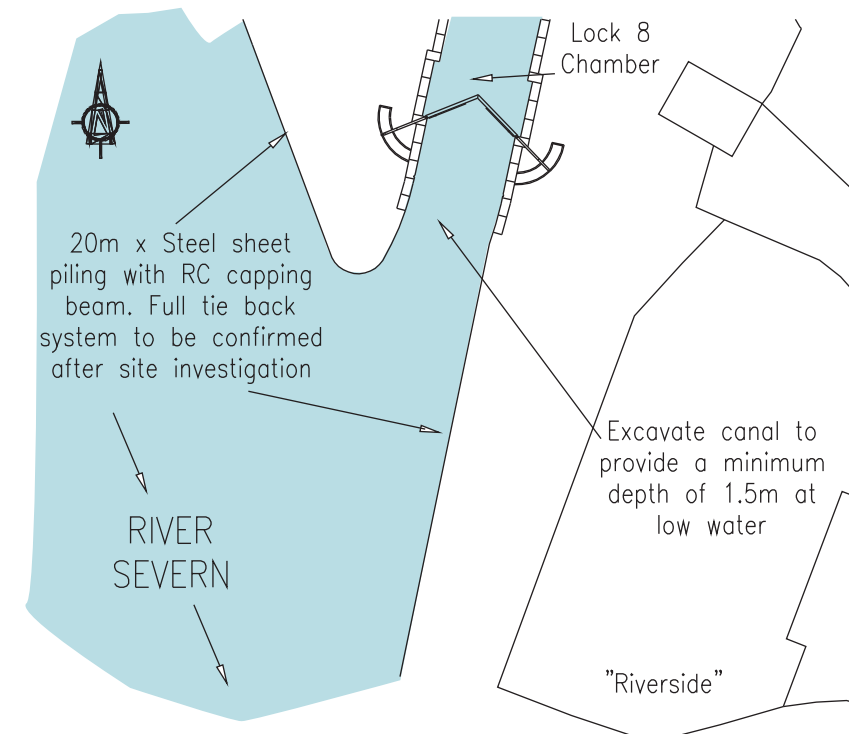 Lock 8
Chamber
20m x Steel sheet
piling with RC capping
beam. Full tie back
system to be confirmed
after site investigation
Excavate canal to
provide a minimum
depth of 1.5m at
low water
RIVER
SEVERN
"Riverside"